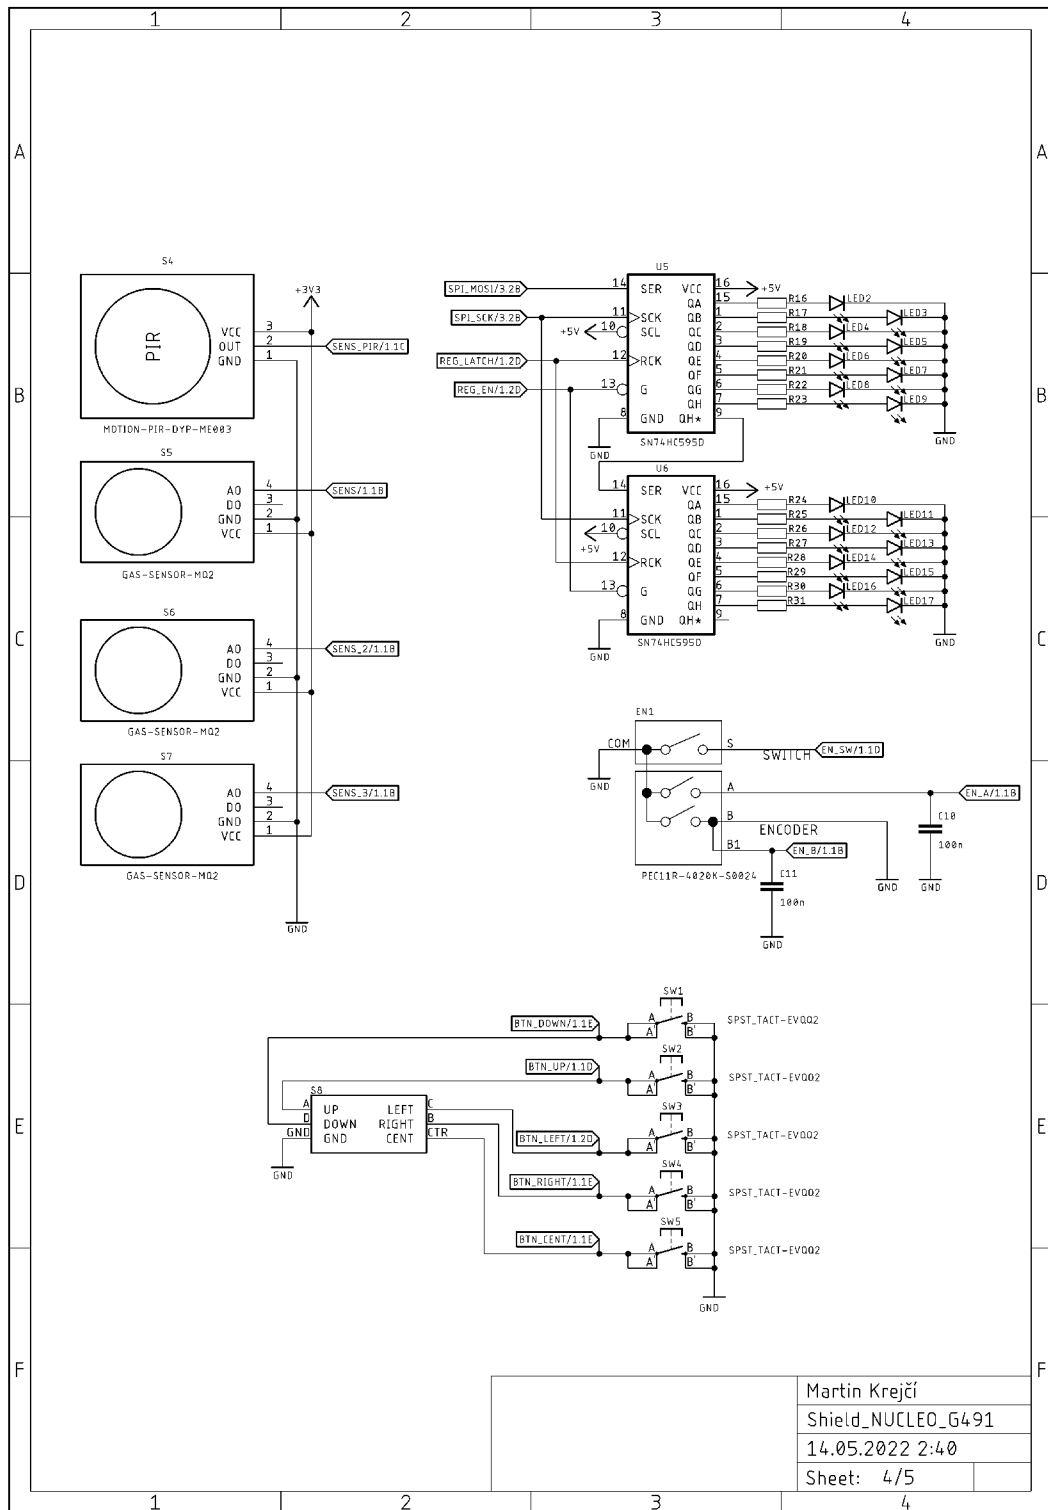 1 2 3 4
A A
B B
C C
D D
E E
F F
S4
PIR
VCC 3
OUT 2
GND 1
MOTION-PIR-DYP-ME003
+3V3
SENS_PIR/1.1C
S5
AO 4
DO 3
GND 2
VCC 1
GAS-SENSOR-MQ2
SENS/1.1B
S6
AO 4
DO 3
GND 2
VCC 1
GAS-SENSOR-MQ2
SENS_2/1.1B
S7
AO 4
DO 3
GND 2
VCC 1
GAS-SENSOR-MQ2
SENS_3/1.1B
GND
SPI_MOSI/3.2B
SPI_SCK/3.2B
REG_LATCH/1.2D
REG_EN/1.2D
U5
14 SER VCC 16 +5V
QA 15 R16 LED2
11 SCK QB 1 R17 LED3
+5V 10 SCL QC 2 R18 LED4
QD 3 R19 LED5
12 RCK QE 4 R20 LED6
QF 5 R21 LED7
13 G QG 6 R22 LED8
QH 7 R23 LED9
8 GND QH* 9
SN74HC595D
GND
GND
U6
14 SER VCC 16 +5V
QA 15 R24 LED10
11 SCK QB 1 R25 LED11
+5V 10 SCL QC 2 R26 LED12
QD 3 R27 LED13
12 RCK QE 4 R28 LED14
QF 5 R29 LED15
13 G QG 6 R30 LED16
QH 7 R31 LED17
8 GND QH* 9
SN74HC595D
GND
GND
EN1
COM S
SWITCH EN_SW/1.1D
GND
A EN_A/1.1B
B
ENCODER
B1 EN_B/1.1B
PEC11R-4020K-S0024
C11
100n
GND
GND
C10
100n
GND
BTN_DOWN/1.1E
SW1
A B
A' B'
SPST_TACT-EVQQ2
BTN_UP/1.1D
SW2
A B
A' B'
SPST_TACT-EVQQ2
S8
A UP LEFT C
D DOWN RIGHT B
GND GND CENT CTR
GND
BTN_LEFT/1.2D
SW3
A B
A' B'
SPST_TACT-EVQQ2
BTN_RIGHT/1.1E
SW4
A B
A' B'
SPST_TACT-EVQQ2
BTN_CENT/1.1E
SW5
A B
A' B'
SPST_TACT-EVQQ2
GND
Martin Krejčí
Shield_NUCLEO_G491
14.05.2022 2:40
Sheet: 4/5
1 2 3 4